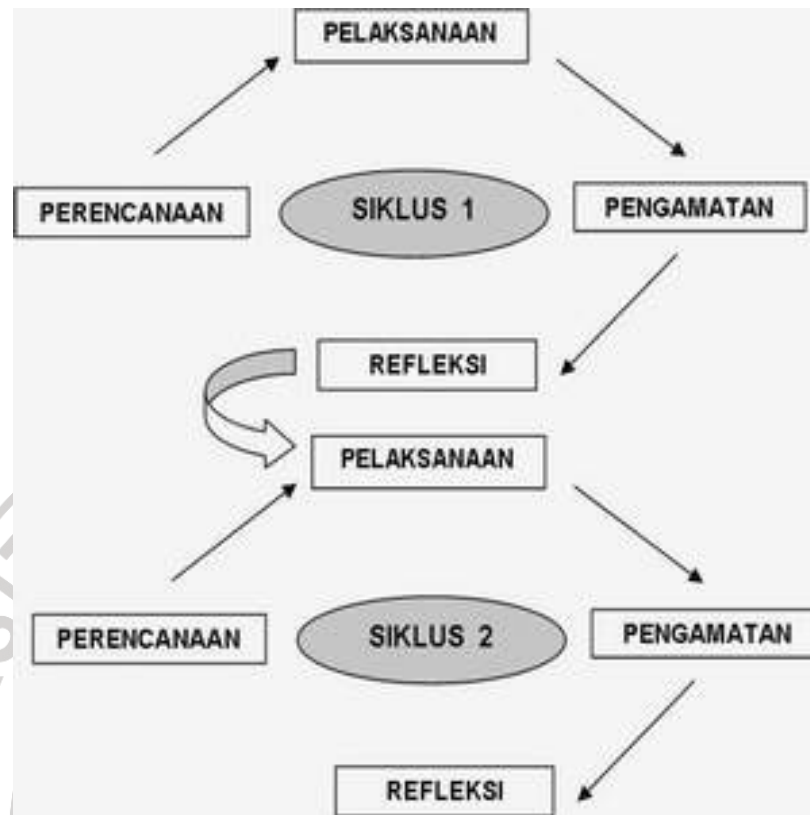 PELAKSANAAN
PERENCANAAN
SIKLUS 1
PENGAMATAN
REFLEKSI
PELAKSANAAN
PERENCANAAN
SIKLUS 2
PENGAMATAN
REFLEKSI